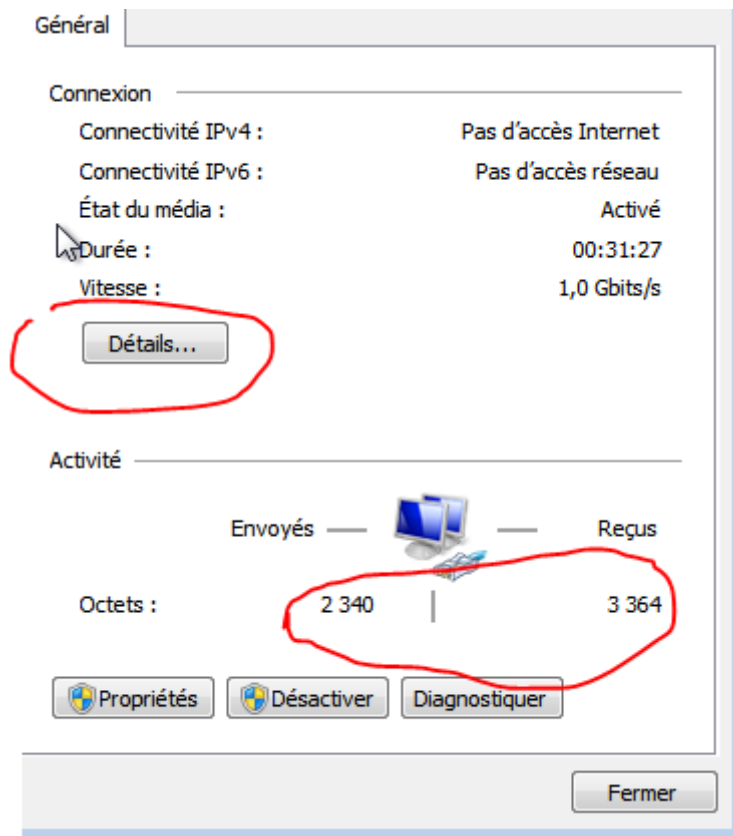 Général
Connexion
Connectivité IPv4 : Pas d’accès Internet
Connectivité IPv6 : Pas d’accès réseau
État du média : Activé
Durée : 00:31:27
Vitesse : 1,0 Gbits/s
Détails...
Activité
Envoyés Reçus
Octets : 2 340 3 364
Propriétés Désactiver Diagnostiquer
Fermer